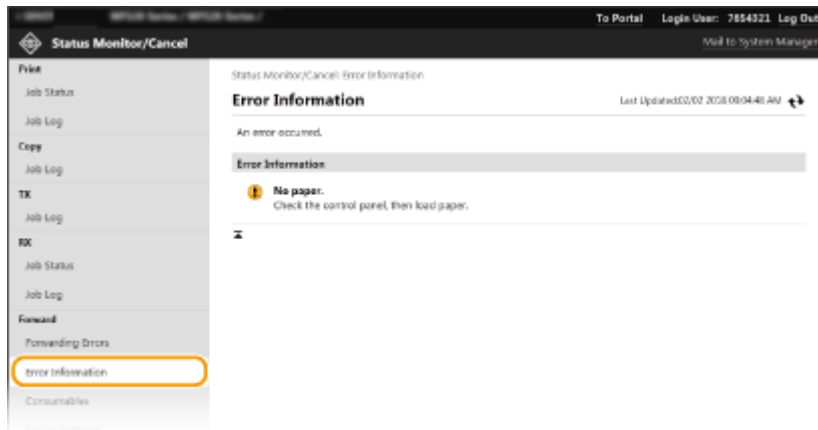 To Portal Login User: 7654321 Log Out
Status Monitor/Cancel
Mail to System Manager
Print
Job Status
Job Log
Copy
Job Log
TX
Job Log
RX
Job Status
Job Log
Forward
Forwarding Errors
Error Information
Consumables
Status Monitor/Cancel: Error Information
Error Information
Last Updated:02/02 2018 09:04:48 AM
An error occurred.
Error Information
No paper.
Check the control panel, then load paper.